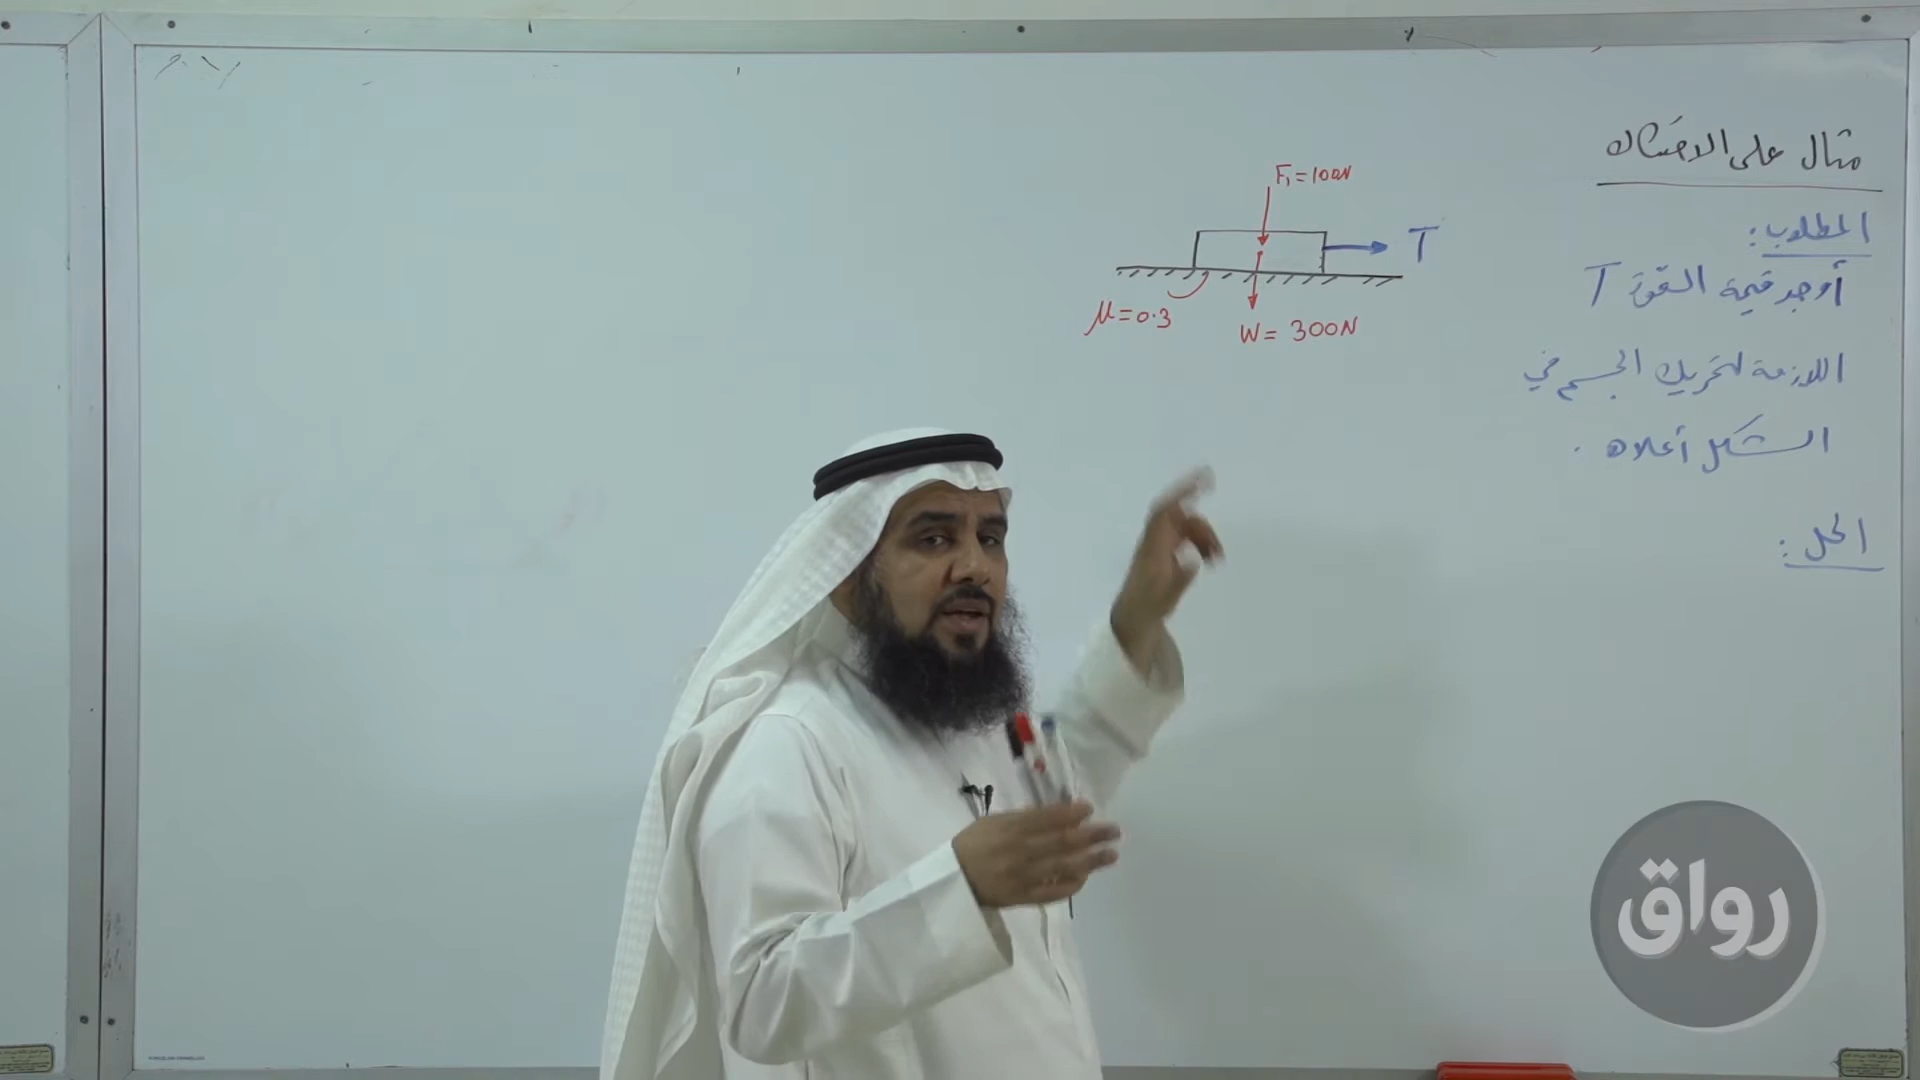 مثال على الاحتكاك
المطلوب:
أوجد قيمة القوة T
اللازمة لتحريك الجسم في
الشكل أعلاه.
الحل:
F₁=100N
T
μ=0.3
W= 300N
رواق